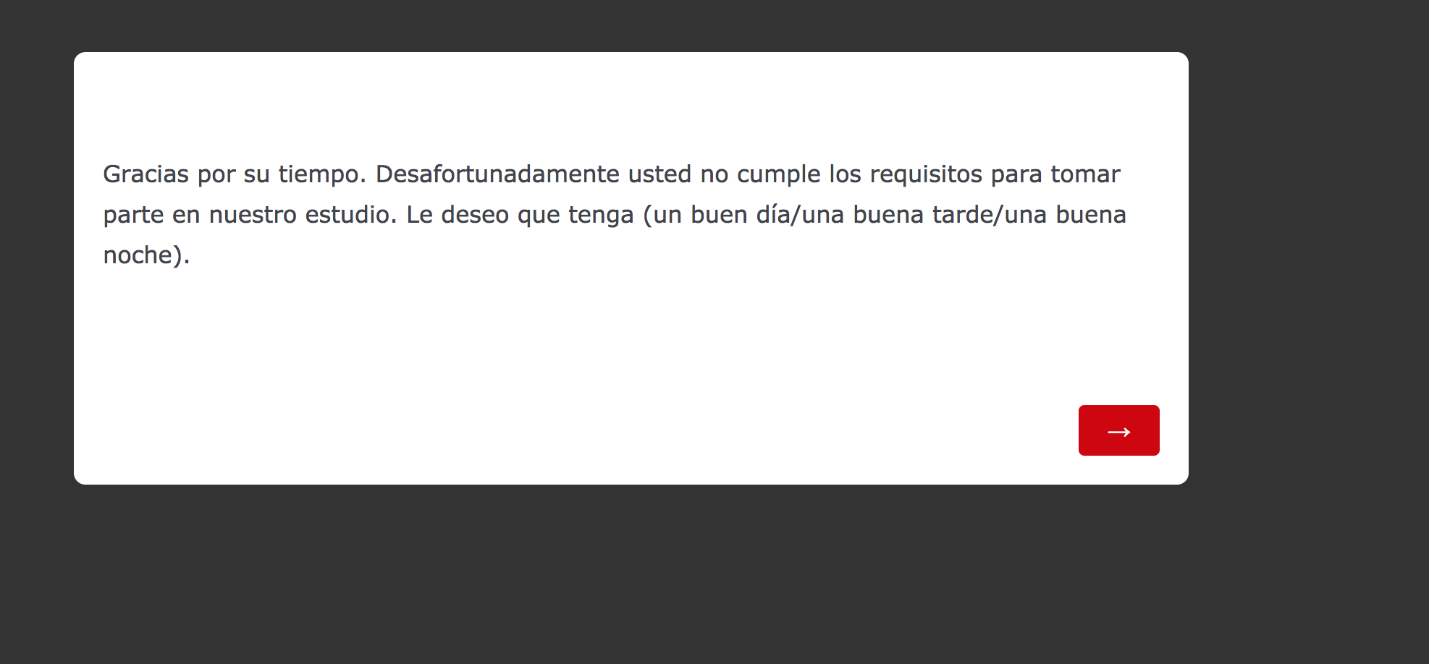 Gracias por su tiempo. Desafortunadamente usted no cumple los requisitos para tomar
parte en nuestro estudio. Le deseo que tenga (un buen día/una buena tarde/una buena
noche).
→